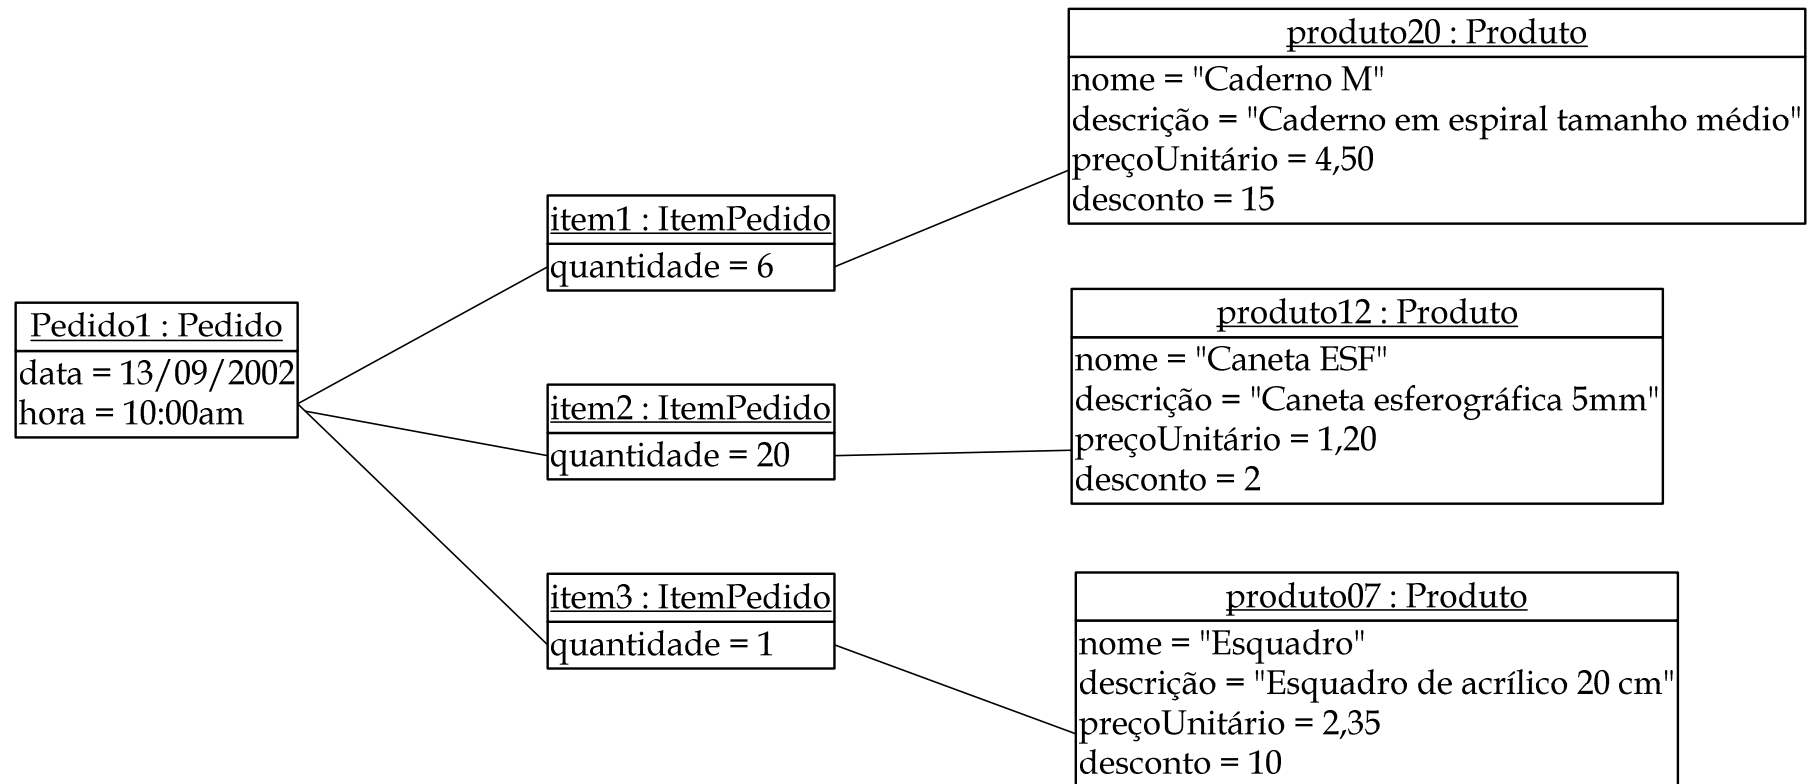 Pedido1 : Pedido
data = 13/09/2002
hora = 10:00am
item1 : ItemPedido
quantidade = 6
item2 : ItemPedido
quantidade = 20
item3 : ItemPedido
quantidade = 1
produto20 : Produto
nome = "Caderno M"
descrição = "Caderno em espiral tamanho médio"
preçoUnitário = 4,50
desconto = 15
produto12 : Produto
nome = "Caneta ESF"
descrição = "Caneta esferográfica 5mm"
preçoUnitário = 1,20
desconto = 2
produto07 : Produto
nome = "Esquadro"
descrição = "Esquadro de acrílico 20 cm"
preçoUnitário = 2,35
desconto = 10